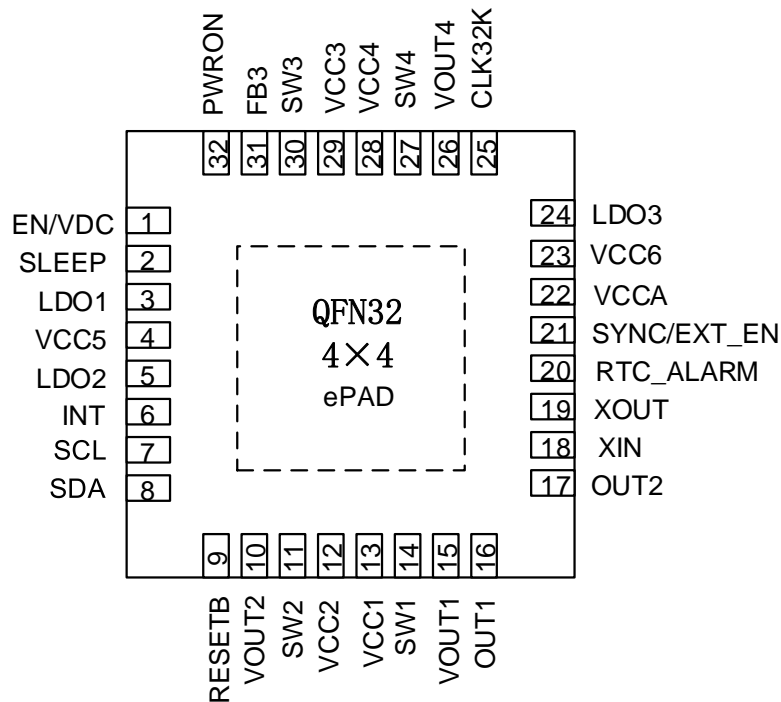 PWRON
FB3
SW3
VCC3
VCC4
SW4
VOUT4
CLK32K
32
31
30
29
28
27
26
25
EN/VDC 1
SLEEP 2
LDO1 3
VCC5 4
LDO2 5
INT 6
SCL 7
SDA 8
QFN32
4×4
ePAD
24 LDO3
23 VCC6
22 VCCA
21 SYNC/EXT_EN
20 RTC_ALARM
19 XOUT
18 XIN
17 OUT2
9
10
11
12
13
14
15
16
RESETB
VOUT2
SW2
VCC2
VCC1
SW1
VOUT1
OUT1